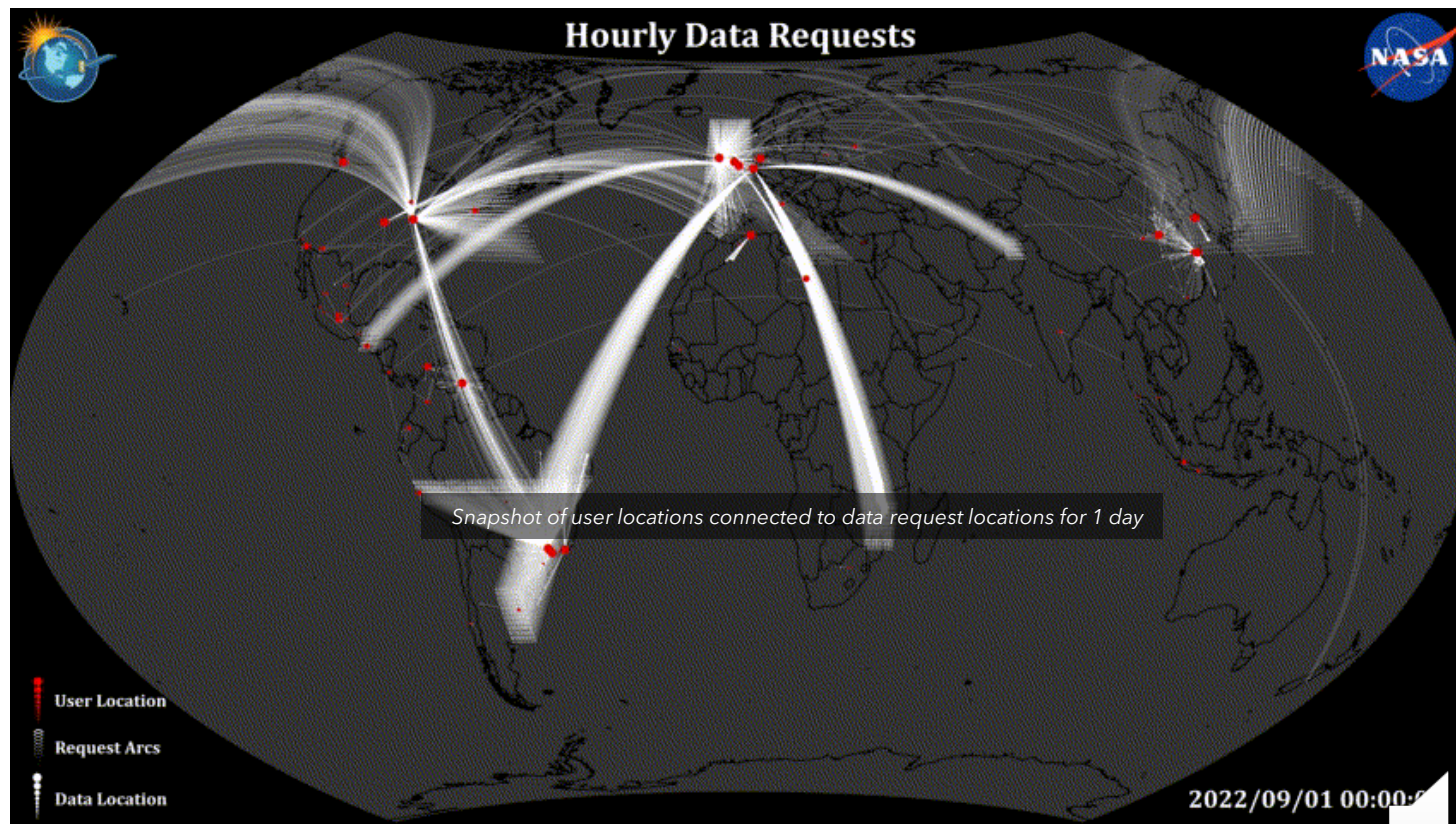 Hourly Data Requests
NASA
Snapshot of user locations connected to data request locations for 1 day
User Location
Request Arcs
Data Location
2022/09/01 00:00: